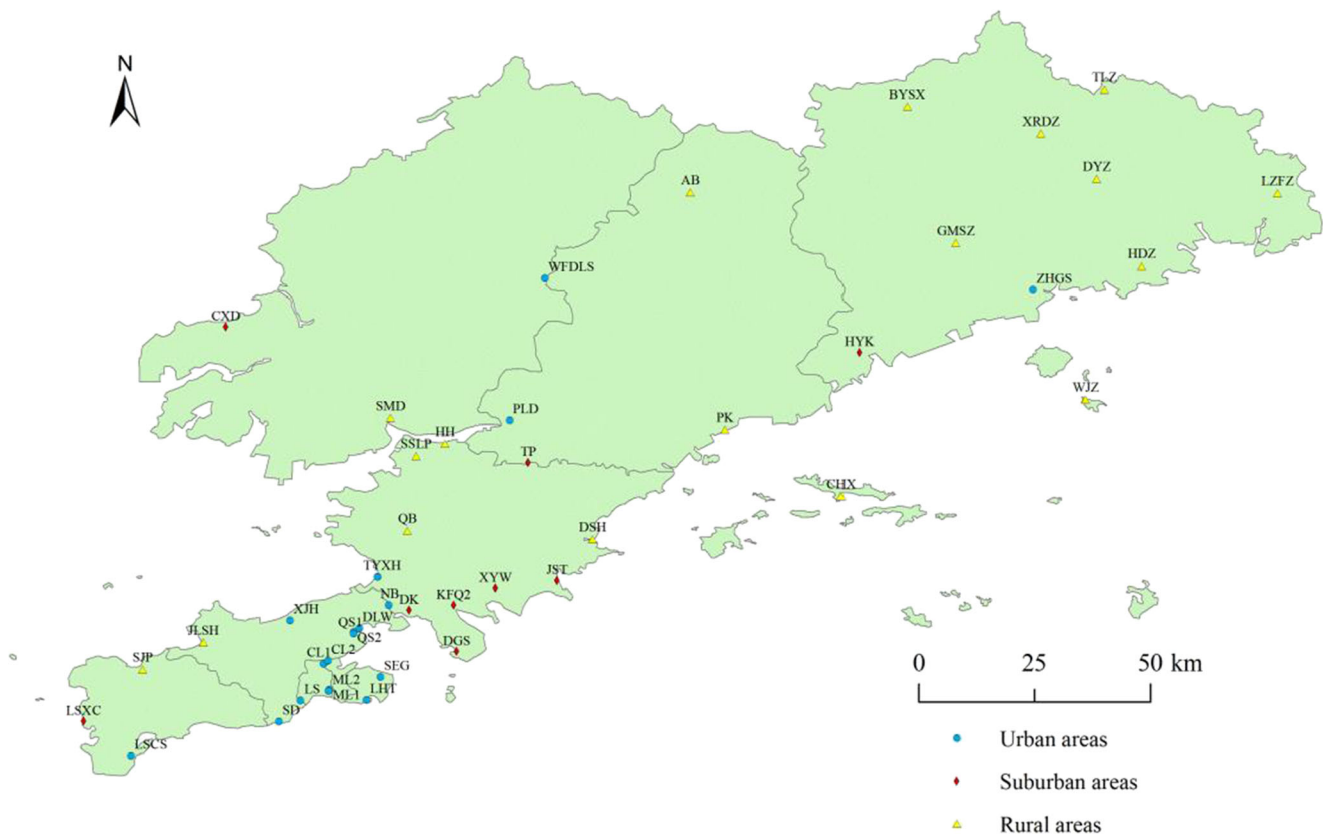 N
TLZ
BYSX
XRDZ
DYZ
AB
LZFZ
GMSZ
HDZ
WFDLS
ZHGS
CXD
HYK
WJZ
SMD
PLD
PK
HH
SSLP
TP
CHX
QB
DSH
TYXH
JST
XYW
NB
DK
KFQ2
XJH
QS1
DLW
QS2
JLSH
DGS
CL1
CL2
SJP
SEG
ML2
LS
ML1
LHT
LSXC
SD
LSCS
0 25 50 km
Urban areas
Suburban areas
Rural areas